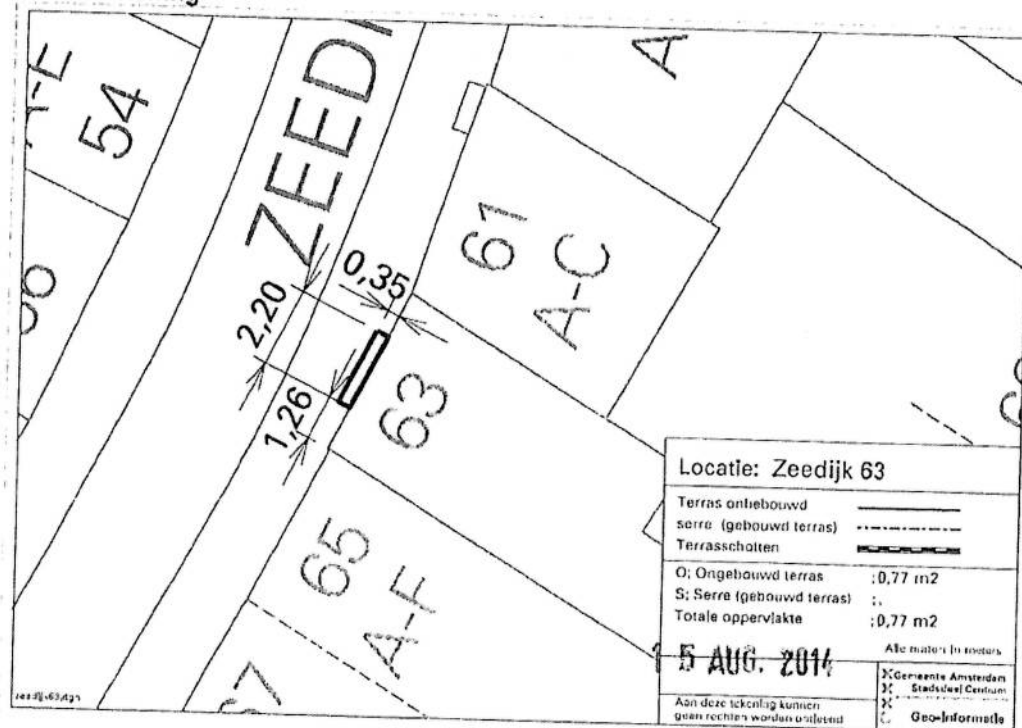 A-E
54
ZEEDI
A
61
A-C
0,35
2,20
1,26
63
65
A-F
67
Locatie: Zeedijk 63
Terras onbebouwd
serre (gebouwd terras)
Terrasschotten
O; Ongebouwd terras :0,77 m2
S; Serre (gebouwd terras) :.
Totale oppervlakte :0,77 m2
Alle maten in meters
15 AUG. 2014
Aan deze tekening kunnen
geen rechten worden ontleend
Gemeente Amsterdam
Stadsdeel Centrum
Geo-Informatie